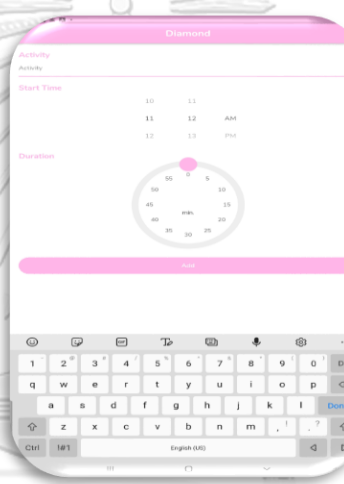 Diamond
Activity
Activity
Start Time
10 11
11 12 AM
12 13 PM
Duration
0
55 5
50 10
45 min 15
40 20
35 25
30
Add
1 2 @ 3 # 4 / 5 % 6 ^ 7 & 8 * 9 ( 0 )
q w e r t y u i o p
a s d f g h j k l Done
z x c v b n m , ! . ?
Ctrl !#1 English (US)